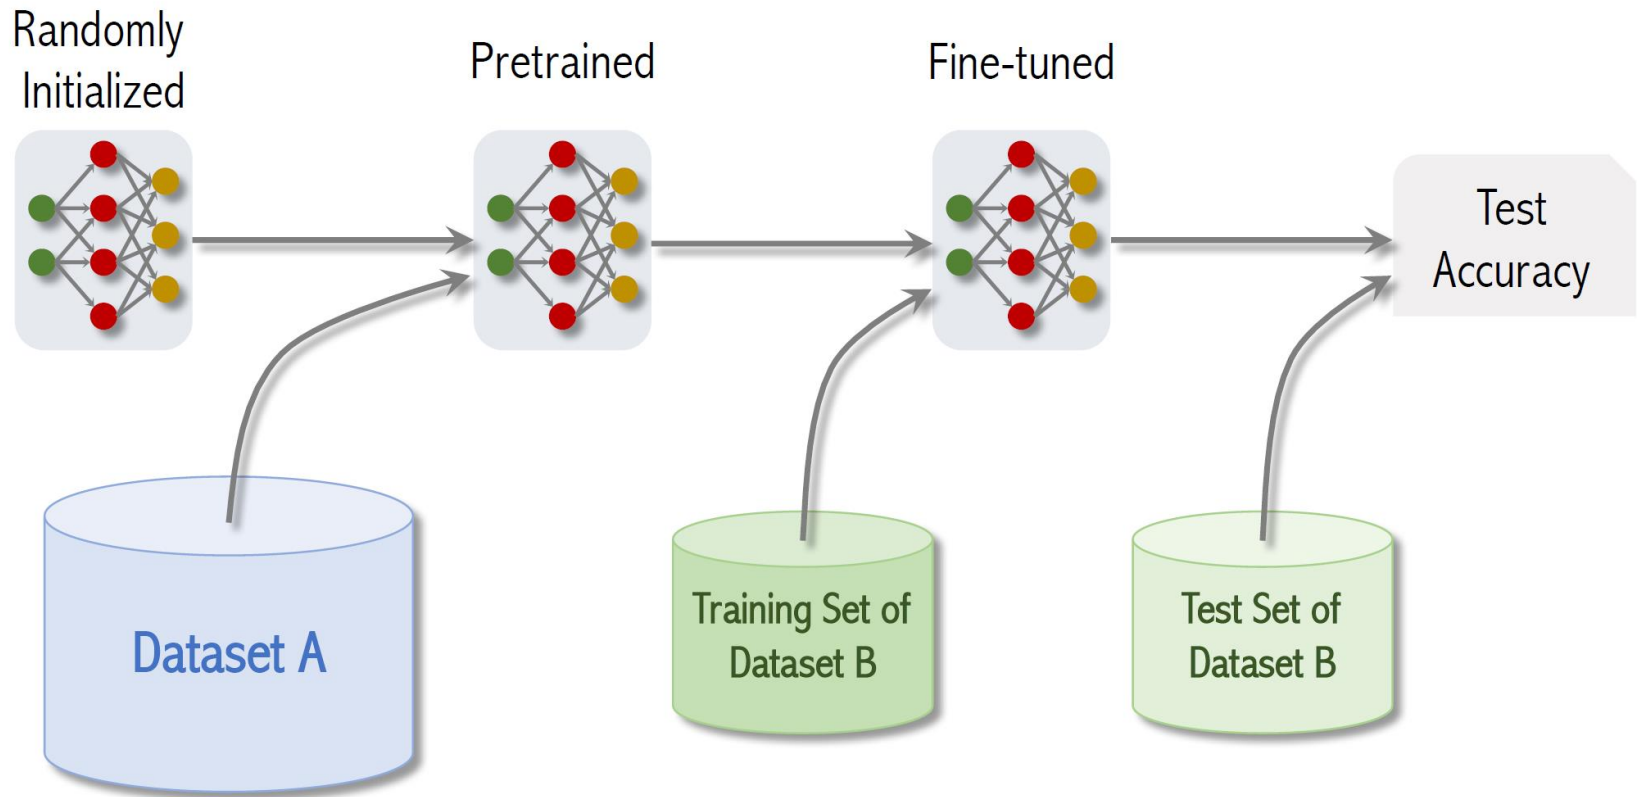 Randomly
Initialized
Pretrained
Fine-tuned
Test
Accuracy
Dataset A
Training Set of
Dataset B
Test Set of
Dataset B